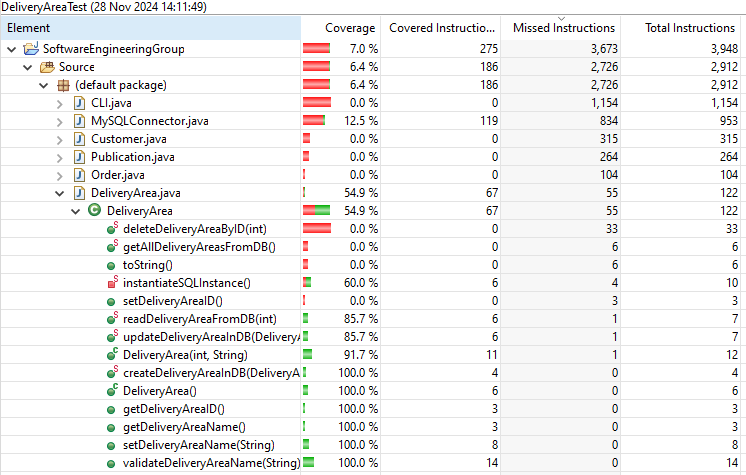 DeliveryAreaTest (28 Nov 2024 14:11:49)
Element Coverage Covered Instructio... Missed Instructions Total Instructions
SoftwareEngineeringGroup 7.0 % 275 3,673 3,948
Source 6.4 % 186 2,726 2,912
(default package) 6.4 % 186 2,726 2,912
CLI.java 0.0 % 0 1,154 1,154
MySQLConnector.java 12.5 % 119 834 953
Customer.java 0.0 % 0 315 315
Publication.java 0.0 % 0 264 264
Order.java 0.0 % 0 104 104
DeliveryArea.java 54.9 % 67 55 122
DeliveryArea 54.9 % 67 55 122
deleteDeliveryAreaByID(int) 0.0 % 0 33 33
getAllDeliveryAreasFromDB() 0.0 % 0 6 6
toString() 0.0 % 0 6 6
instantiateSQLInstance() 60.0 % 6 4 10
setDeliveryAreaID() 0.0 % 0 3 3
readDeliveryAreaFromDB(int) 85.7 % 6 1 7
updateDeliveryAreaInDB(DeliveryA 85.7 % 6 1 7
DeliveryArea(int, String) 91.7 % 11 1 12
createDeliveryAreaInDB(DeliveryA 100.0 % 4 0 4
DeliveryArea() 100.0 % 6 0 6
getDeliveryAreaID() 100.0 % 3 0 3
getDeliveryAreaName() 100.0 % 3 0 3
setDeliveryAreaName(String) 100.0 % 8 0 8
validateDeliveryAreaName(String) 100.0 % 14 0 14